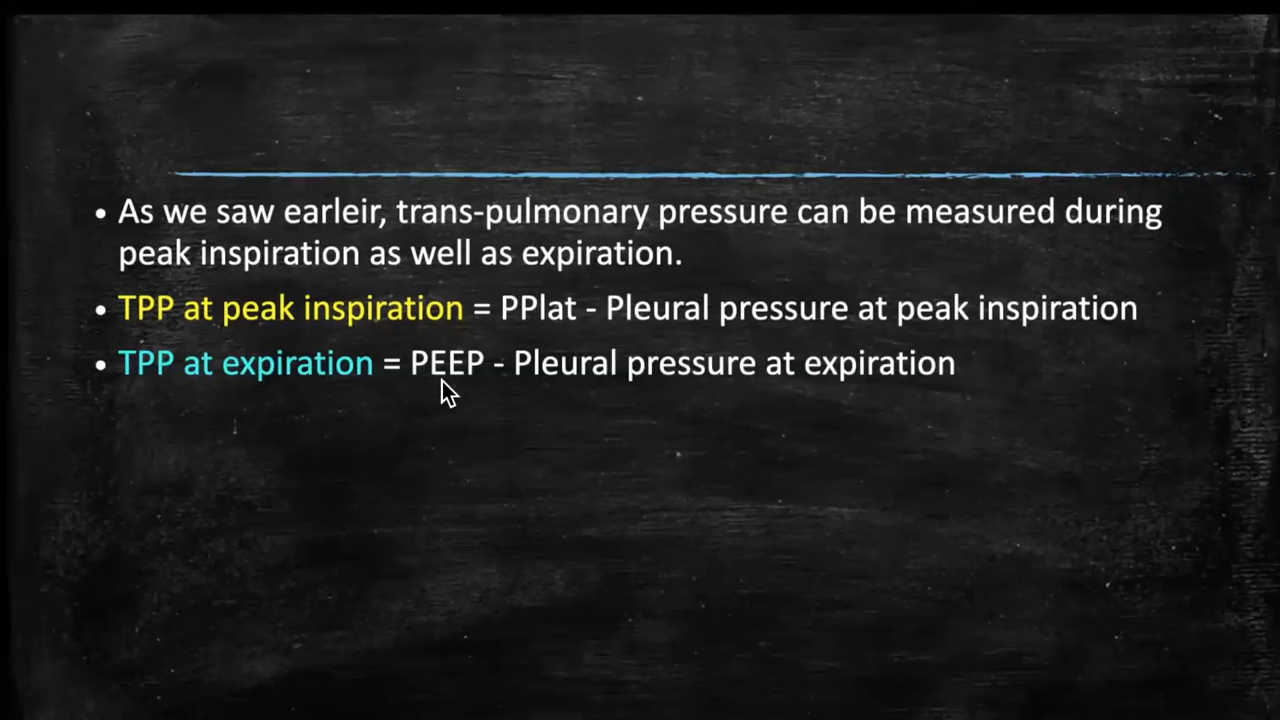 • As we saw earleir, trans-pulmonary pressure can be measured during
peak inspiration as well as expiration.
• TPP at peak inspiration = PPlat - Pleural pressure at peak inspiration
• TPP at expiration = PEEP - Pleural pressure at expiration